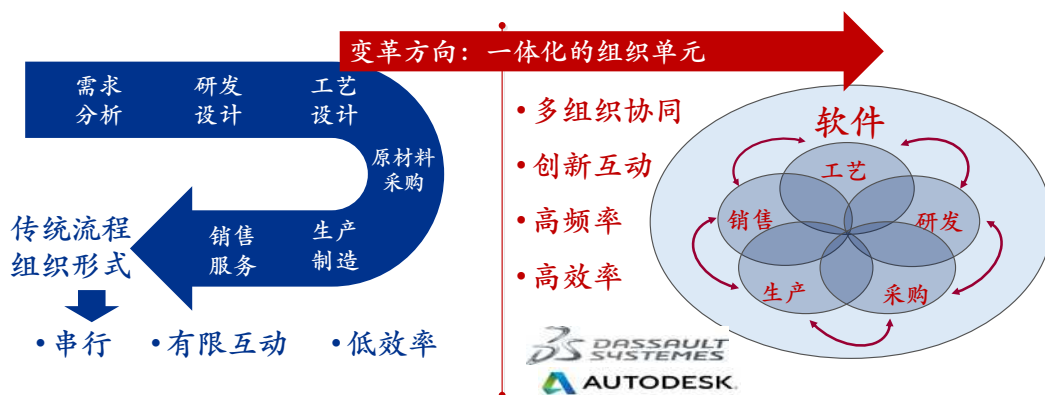 变革方向：一体化的组织单元
需求
分析
研发
设计
工艺
设计
原材料
采购
生产
制造
销售
服务
传统流程
组织形式
•串行
•有限互动
•低效率
•多组织协同
•创新互动
•高频率
•高效率
软件
工艺
销售
研发
生产
采购
DASSAULT
SYSTEMES
AUTODESK.